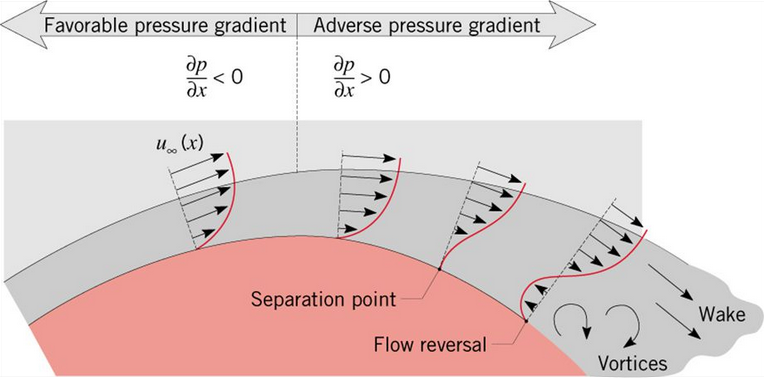 Favorable pressure gradient
Adverse pressure gradient
∂p/∂x < 0
∂p/∂x > 0
u∞ (x)
Separation point
Flow reversal
Wake
Vortices